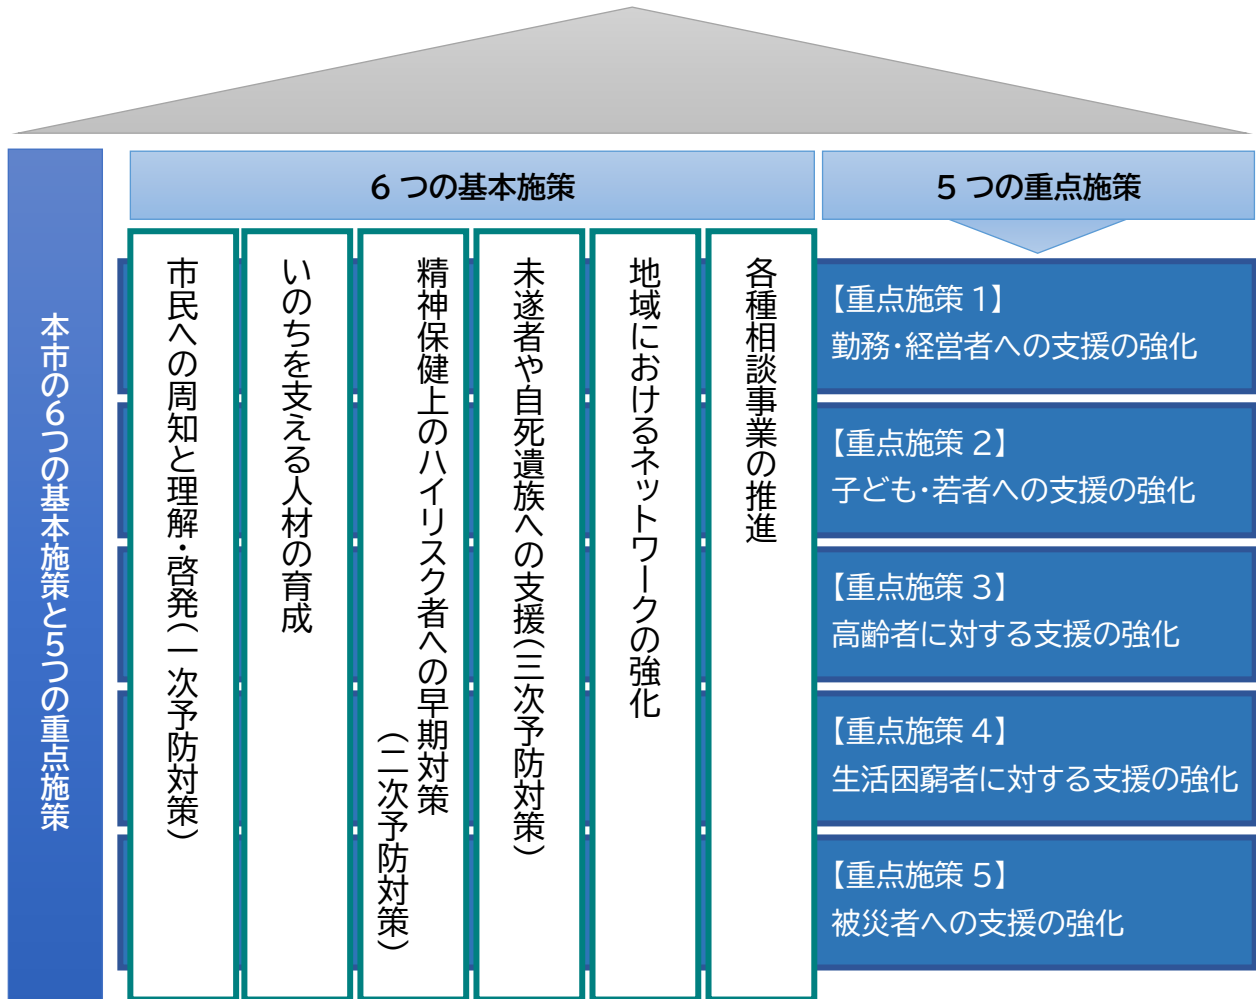 本市の6つの基本施策と5つの重点施策
6 つの基本施策
市民への周知と理解・啓発(一次予防対策)
いのちを支える人材の育成
精神保健上のハイリスク者への早期対策
(二次予防対策)
未遂者や自死遺族への支援(三次予防対策)
地域におけるネットワークの強化
各種相談事業の推進
5 つの重点施策
【重点施策 1】
勤務・経営者への支援の強化
【重点施策 2】
子ども・若者への支援の強化
【重点施策 3】
高齢者に対する支援の強化
【重点施策 4】
生活困窮者に対する支援の強化
【重点施策 5】
被災者への支援の強化